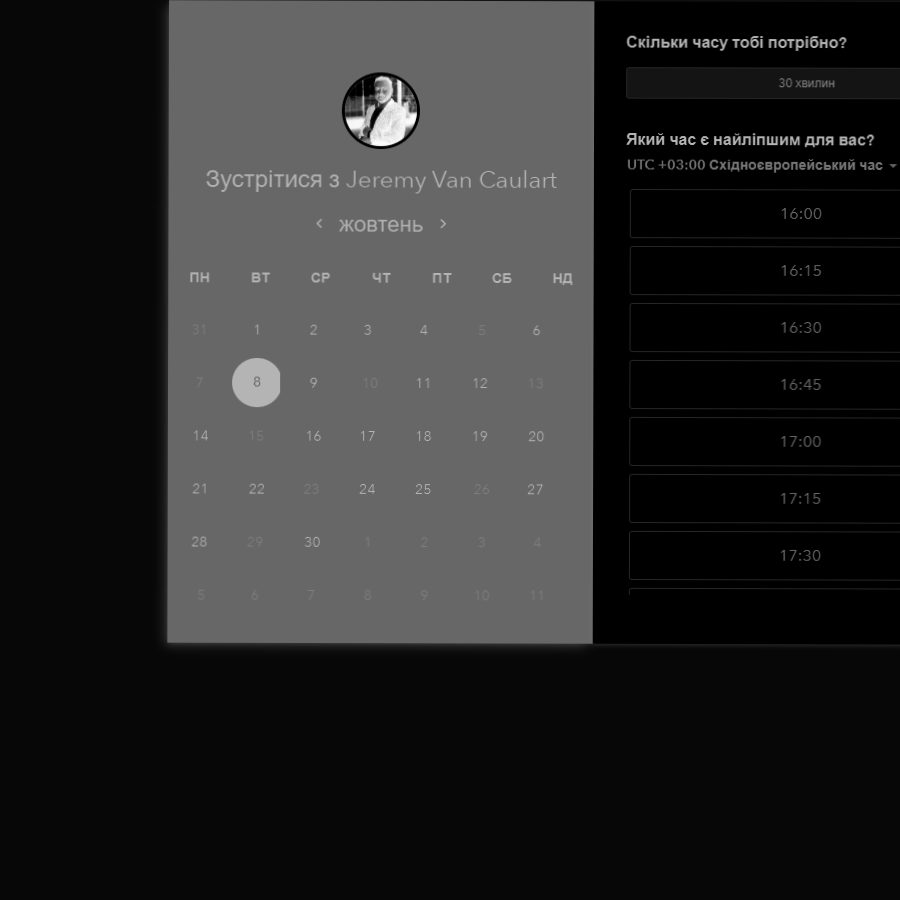 Зустрітися з Jeremy Van Caulart
жовтень
ПН ВТ СР ЧТ ПТ СБ НД
31 1 2 3 4 5 6
7 8 9 10 11 12 13
14 15 16 17 18 19 20
21 22 23 24 25 26 27
28 29 30 1 2 3 4
5 6 7 8 9 10 11
Скільки часу тобі потрібно?
30 хвилин
Який час є найліпшим для вас?
UTC +03:00 Східноєвропейський час
16:00
16:15
16:30
16:45
17:00
17:15
17:30